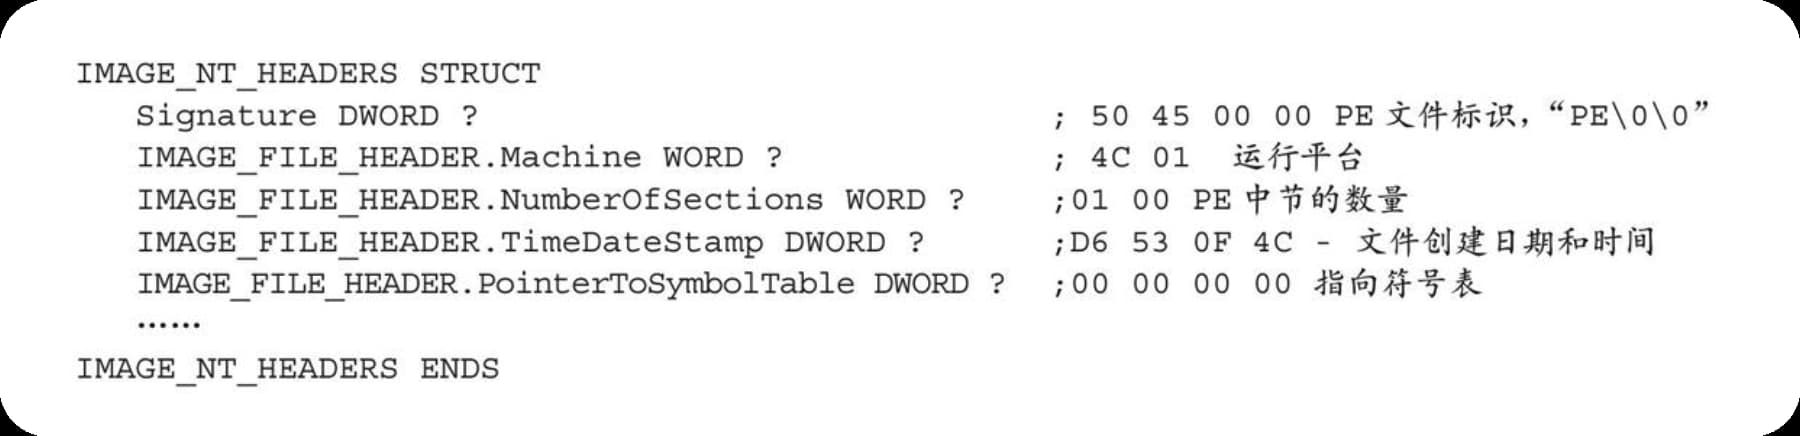 IMAGE_NT_HEADERS STRUCT
Signature DWORD ? ; 50 45 00 00 PE 文件标识，“PE\0\0”
IMAGE_FILE_HEADER.Machine WORD ? ; 4C 01 运行平台
IMAGE_FILE_HEADER.NumberOfSections WORD ? ;01 00 PE 中节的数量
IMAGE_FILE_HEADER.TimeDateStamp DWORD ? ;D6 53 0F 4C - 文件创建日期和时间
IMAGE_FILE_HEADER.PointerToSymbolTable DWORD ? ;00 00 00 00 指向符号表
……
IMAGE_NT_HEADERS ENDS